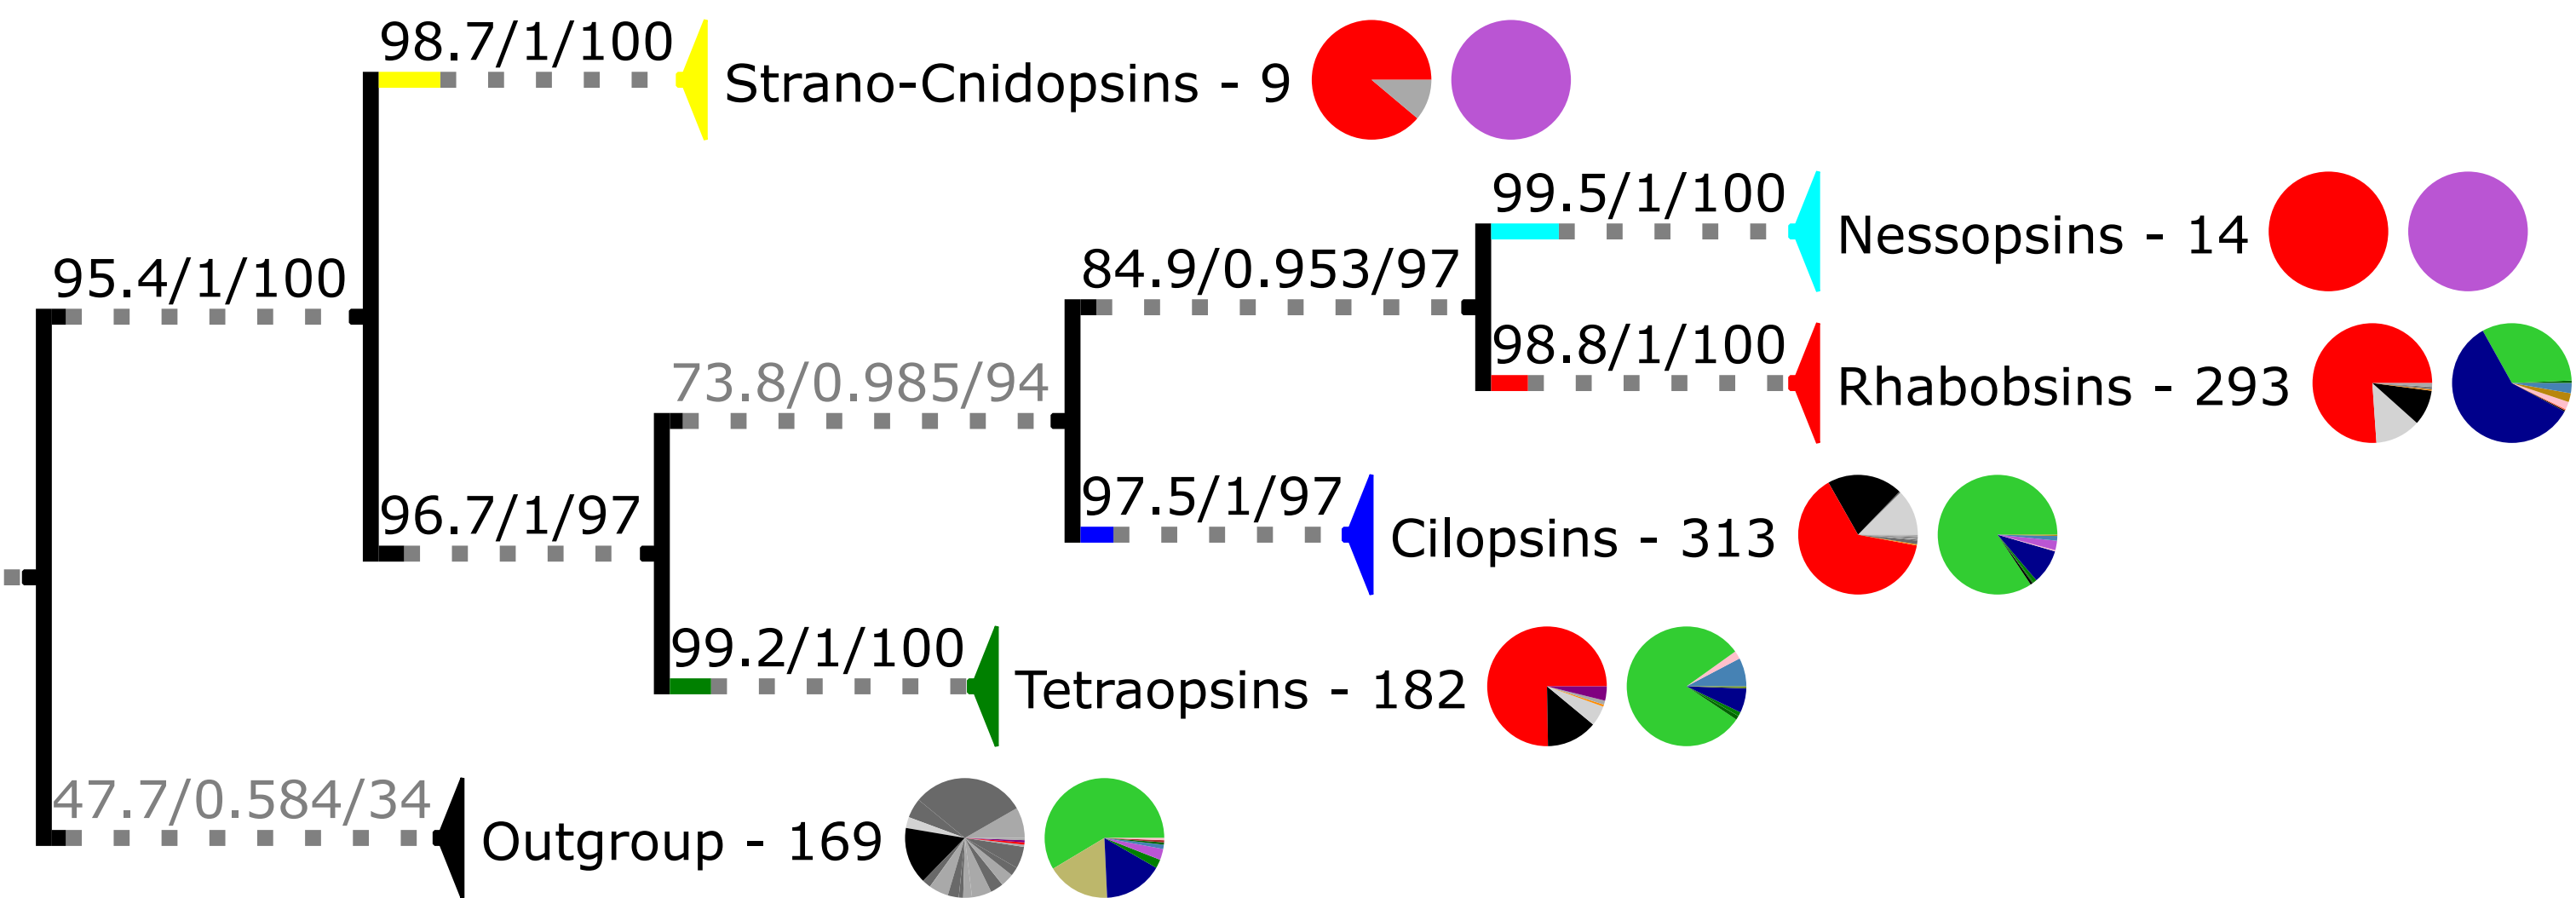 98.7/1/100
Strano-Cnidopsins - 9
99.5/1/100
Nessopsins - 14
95.4/1/100
84.9/0.953/97
98.8/1/100
Rhabobsins - 293
73.8/0.985/94
96.7/1/97
97.5/1/97
Cilopsins - 313
99.2/1/100
Tetraopsins - 182
47.7/0.584/34
Outgroup - 169